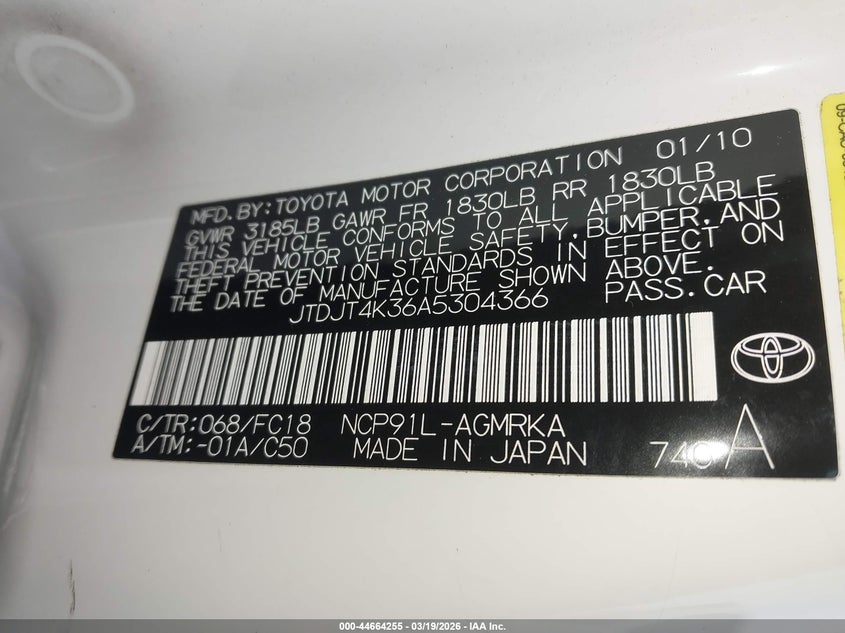 MFD. BY: TOYOTA MOTOR CORPORATION 01/10
GVWR 3185LB GAWR FR 1830LB RR 1830LB
THIS VEHICLE CONFORMS TO ALL APPLICABLE
FEDERAL MOTOR VEHICLE SAFETY, BUMPER, AND
THEFT PREVENTION STANDARDS IN EFFECT ON
THE DATE OF MANUFACTURE SHOWN ABOVE.
JTDJT4K36A5304366 PASS. CAR
C/TR: 068/FC18 NCP91L-AGMRKA
A/TM: -01A/C50 MADE IN JAPAN 740 A
000-44664255 - 03/19/2026 - IAA Inc.